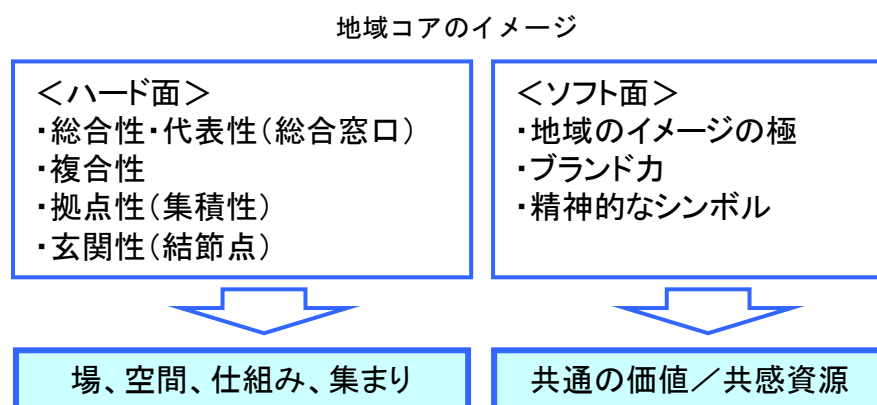 地域コアのイメージ
＜ハード面＞
・総合性・代表性（総合窓口）
・複合性
・拠点性（集積性）
・玄関性（結節点）
＜ソフト面＞
・地域のイメージの極
・ブランド力
・精神的なシンボル
場、空間、仕組み、集まり
共通の価値／共感資源